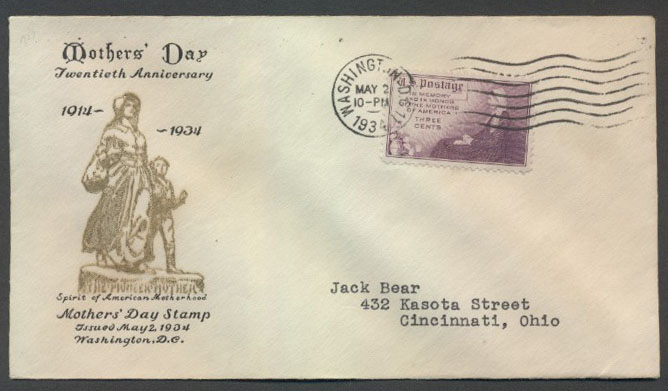 Mothers' Day
Twentieth Anniversary
1914~
~1934
THE PIONEER MOTHER
Spirit of American Motherhood
Mothers' Day Stamp
Issued May 2, 1934
Washington, D.C.
WASHINGTON, D.C.
MAY 2
10-PM
1934
U.S. Postage
IN MEMORY
AND IN HONOR
OF THE MOTHERS
OF AMERICA
THREE
CENTS
Jack Bear
432 Kasota Street
Cincinnati, Ohio